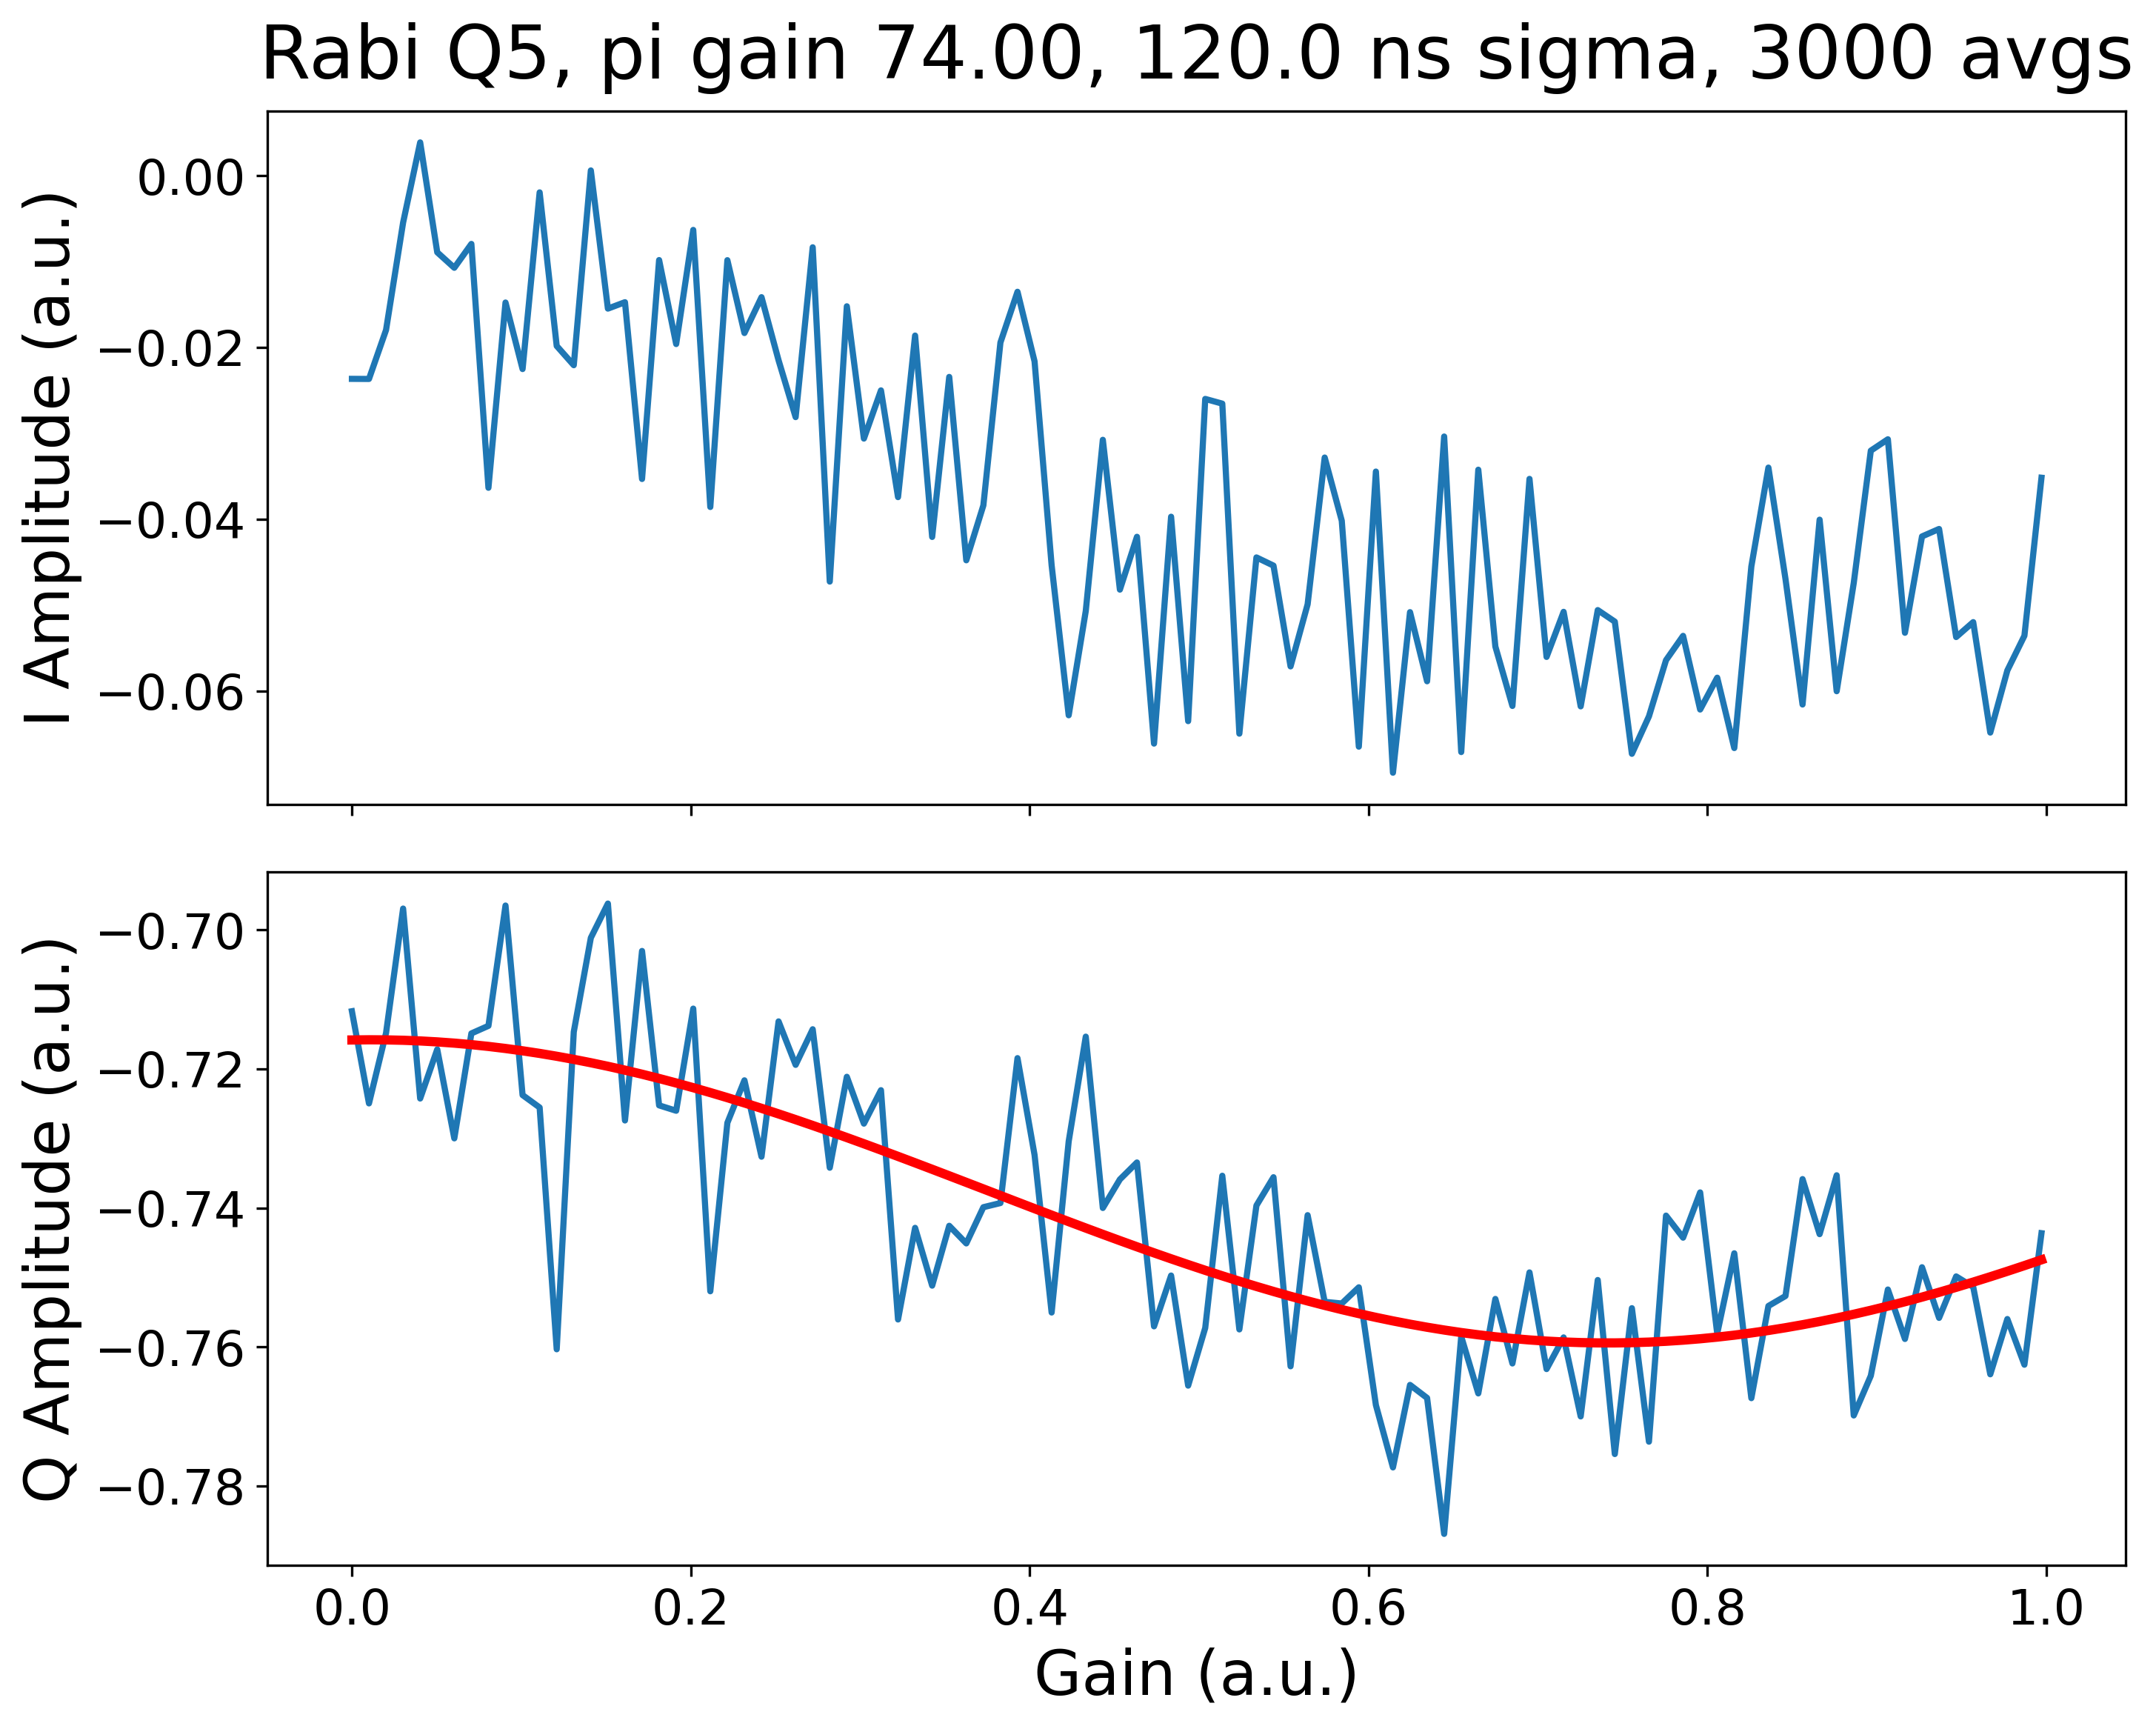 Rabi Q5, pi gain 74.00, 120.0 ns sigma, 3000 avgs
I Amplitude (a.u.)
0.00
−0.02
−0.04
−0.06
Q Amplitude (a.u.)
−0.70
−0.72
−0.74
−0.76
−0.78
0.0 0.2 0.4 0.6 0.8 1.0
Gain (a.u.)